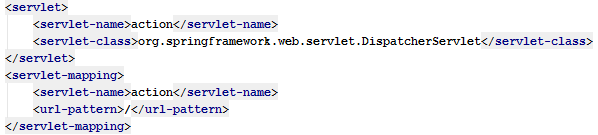 <servlet>
    <servlet-name>action</servlet-name>
    <servlet-class>org.springframework.web.servlet.DispatcherServlet</servlet-class>
</servlet>
<servlet-mapping>
    <servlet-name>action</servlet-name>
    <url-pattern>/</url-pattern>
</servlet-mapping>